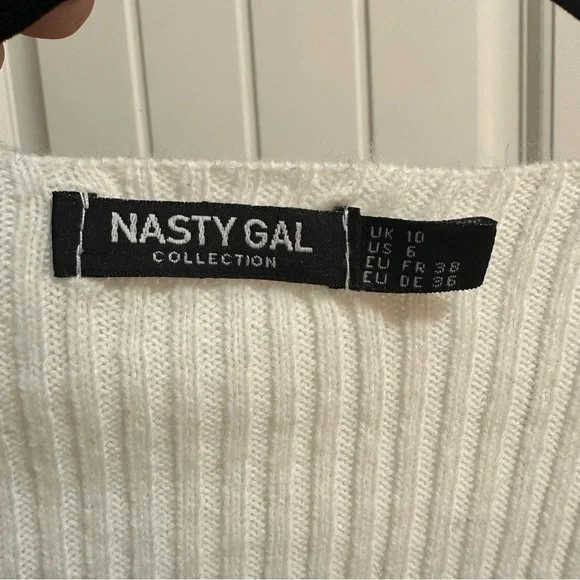 NASTY GAL
COLLECTION
UK 10
US 6
EU FR 38
EU DE 36